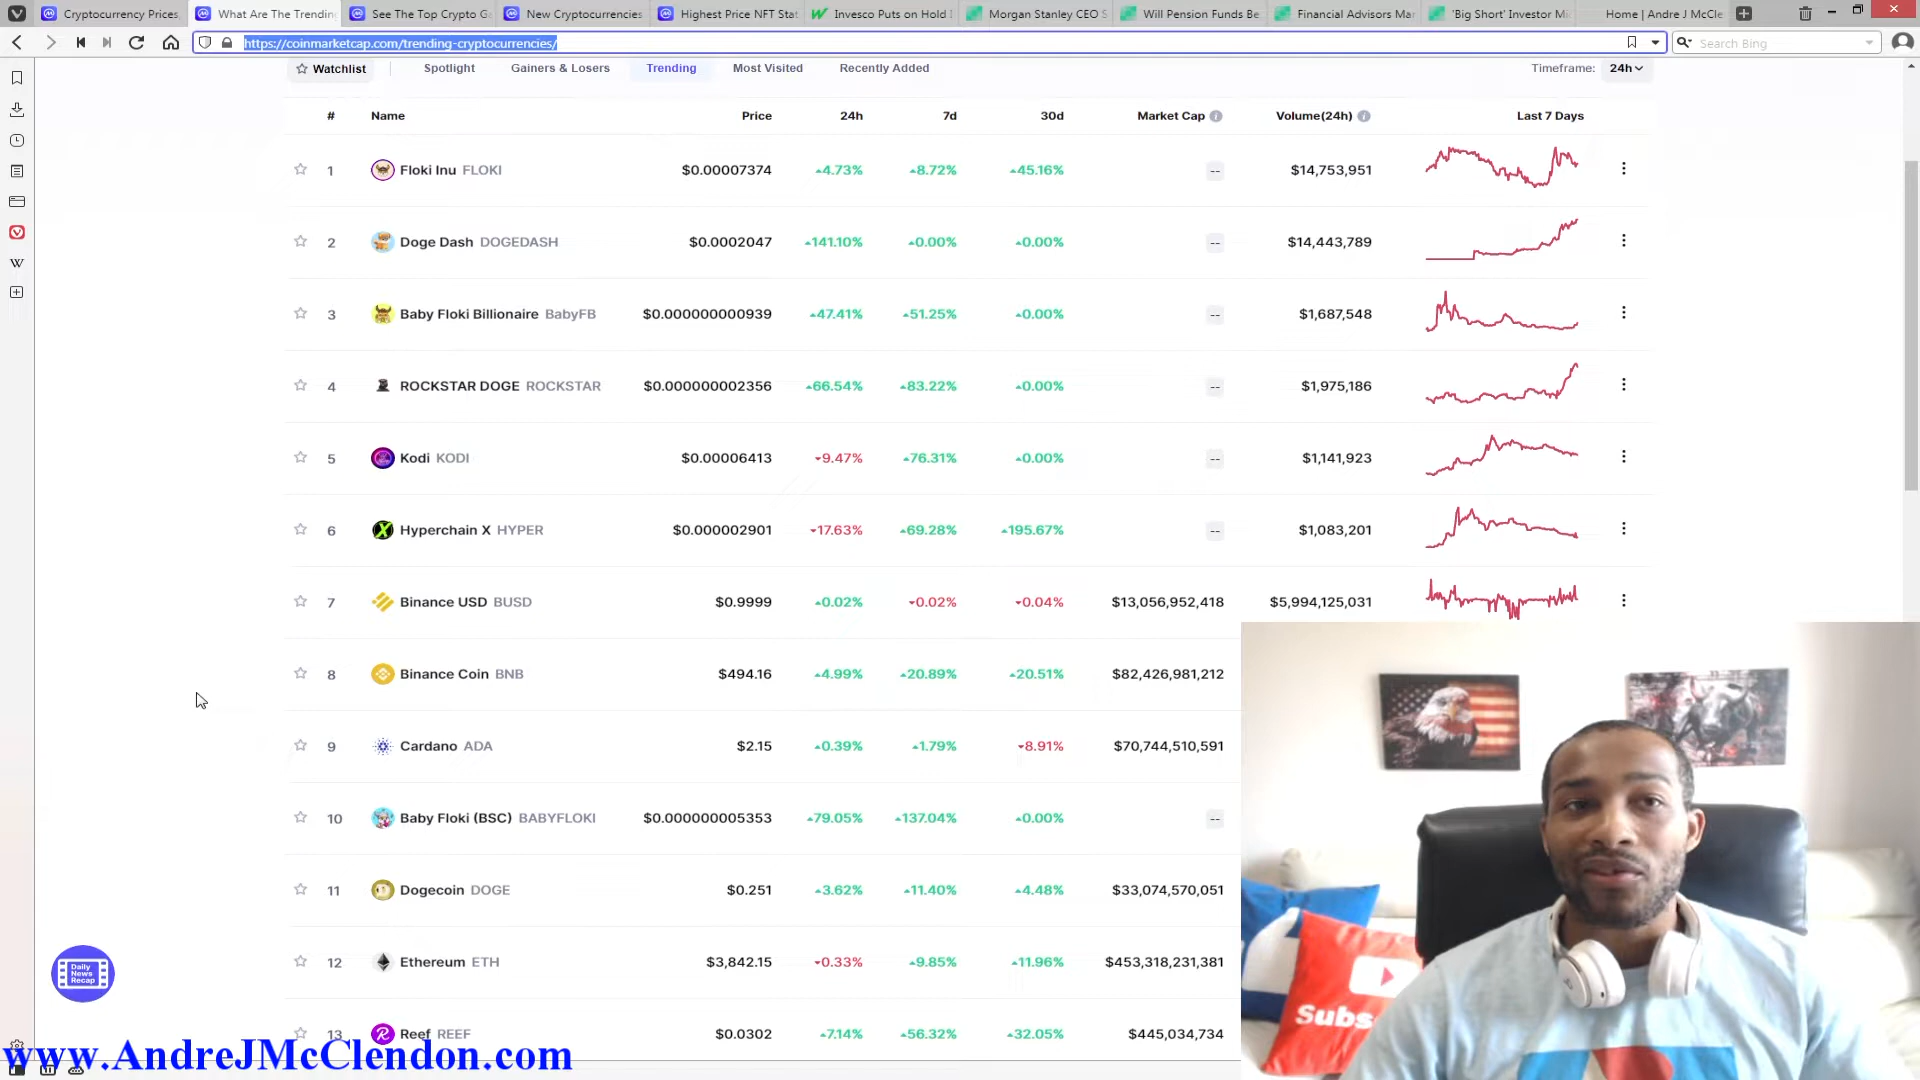 Cryptocurrency Prices
What Are The Trendin
See The Top Crypto G
New Cryptocurrencies
Highest Price NFT Stat
Invesco Puts on Hold
Morgan Stanley CEO S
Will Pension Funds Be
Financial Advisors Mar
'Big Short' Investor Mi
Home | Andre J McCle
https://coinmarketcap.com/trending-cryptocurrencies/
Search Bing
Watchlist
Spotlight
Gainers & Losers
Trending
Most Visited
Recently Added
Timeframe: 24h
# Name Price 24h 7d 30d Market Cap Volume(24h) Last 7 Days
1 Floki Inu FLOKI $0.00007374 4.73% 8.72% 45.16% -- $14,753,951
2 Doge Dash DOGEDASH $0.0002047 141.10% 0.00% 0.00% -- $14,443,789
3 Baby Floki Billionaire BabyFB $0.000000000939 47.41% 51.25% 0.00% -- $1,687,548
4 ROCKSTAR DOGE ROCKSTAR $0.000000002356 66.54% 83.22% 0.00% -- $1,975,186
5 Kodi KODI $0.00006413 9.47% 76.31% 0.00% -- $1,141,923
6 Hyperchain X HYPER $0.000002901 17.63% 69.28% 195.67% -- $1,083,201
7 Binance USD BUSD $0.9999 0.02% 0.02% 0.04% $13,056,952,418 $5,994,125,031
8 Binance Coin BNB $494.16 4.99% 20.89% 20.51% $82,426,981,212
9 Cardano ADA $2.15 0.39% 1.79% 8.91% $70,744,510,591
10 Baby Floki (BSC) BABYFLOKI $0.000000005353 79.05% 137.04% 0.00% --
11 Dogecoin DOGE $0.251 3.62% 11.40% 4.48% $33,074,570,051
12 Ethereum ETH $3,842.15 0.33% 9.85% 11.96% $453,318,231,381
13 Reef REEF $0.0302 7.14% 56.32% 32.05% $445,034,734
Daily
News
Recap
Subs
www.AndreJMcClendon.com